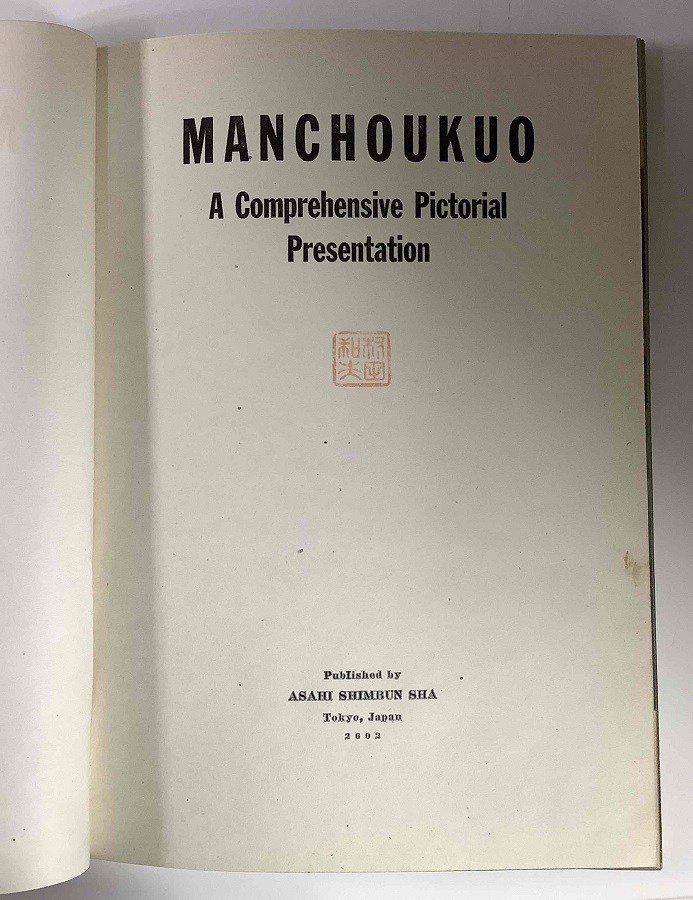 MANCHOUKUO
A Comprehensive Pictorial
Presentation
Published by
ASAHI SHIMBUN SHA
Tokyo, Japan
2602